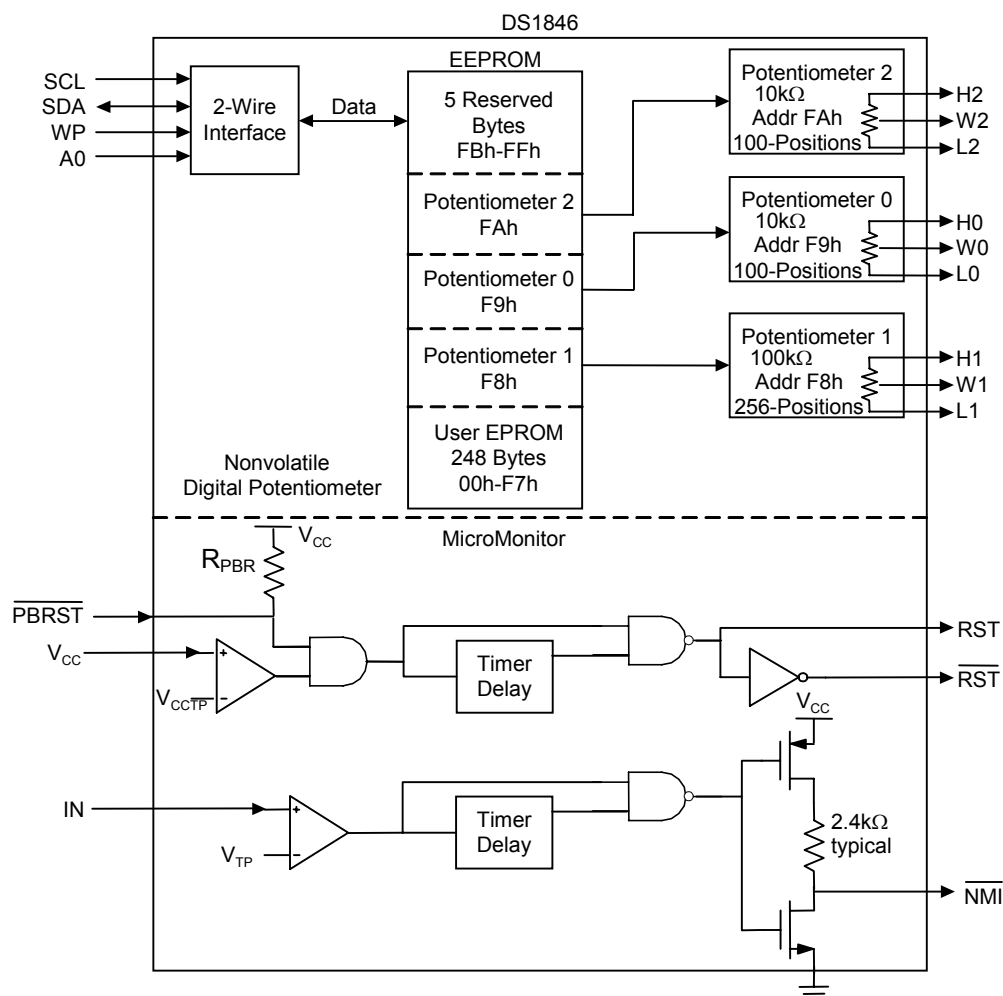 DS1846
EEPROM
SCL
SDA
WP
A0
2-Wire
Interface
Data
5 Reserved
Bytes
FBh-FFh
Potentiometer 2
FAh
Potentiometer 0
F9h
Potentiometer 1
F8h
User EPROM
248 Bytes
00h-F7h
Potentiometer 2
10kΩ
Addr FAh
100-Positions
H2
W2
L2
Potentiometer 0
10kΩ
Addr F9h
100-Positions
H0
W0
L0
Potentiometer 1
100kΩ
Addr F8h
256-Positions
H1
W1
L1
Nonvolatile
Digital Potentiometer
MicroMonitor
VCC
RPBR
PBRST
VCC
+
VCCTP
−
Timer
Delay
RST
RST
VCC
IN
+
VTP
−
Timer
Delay
2.4kΩ
typical
NMI